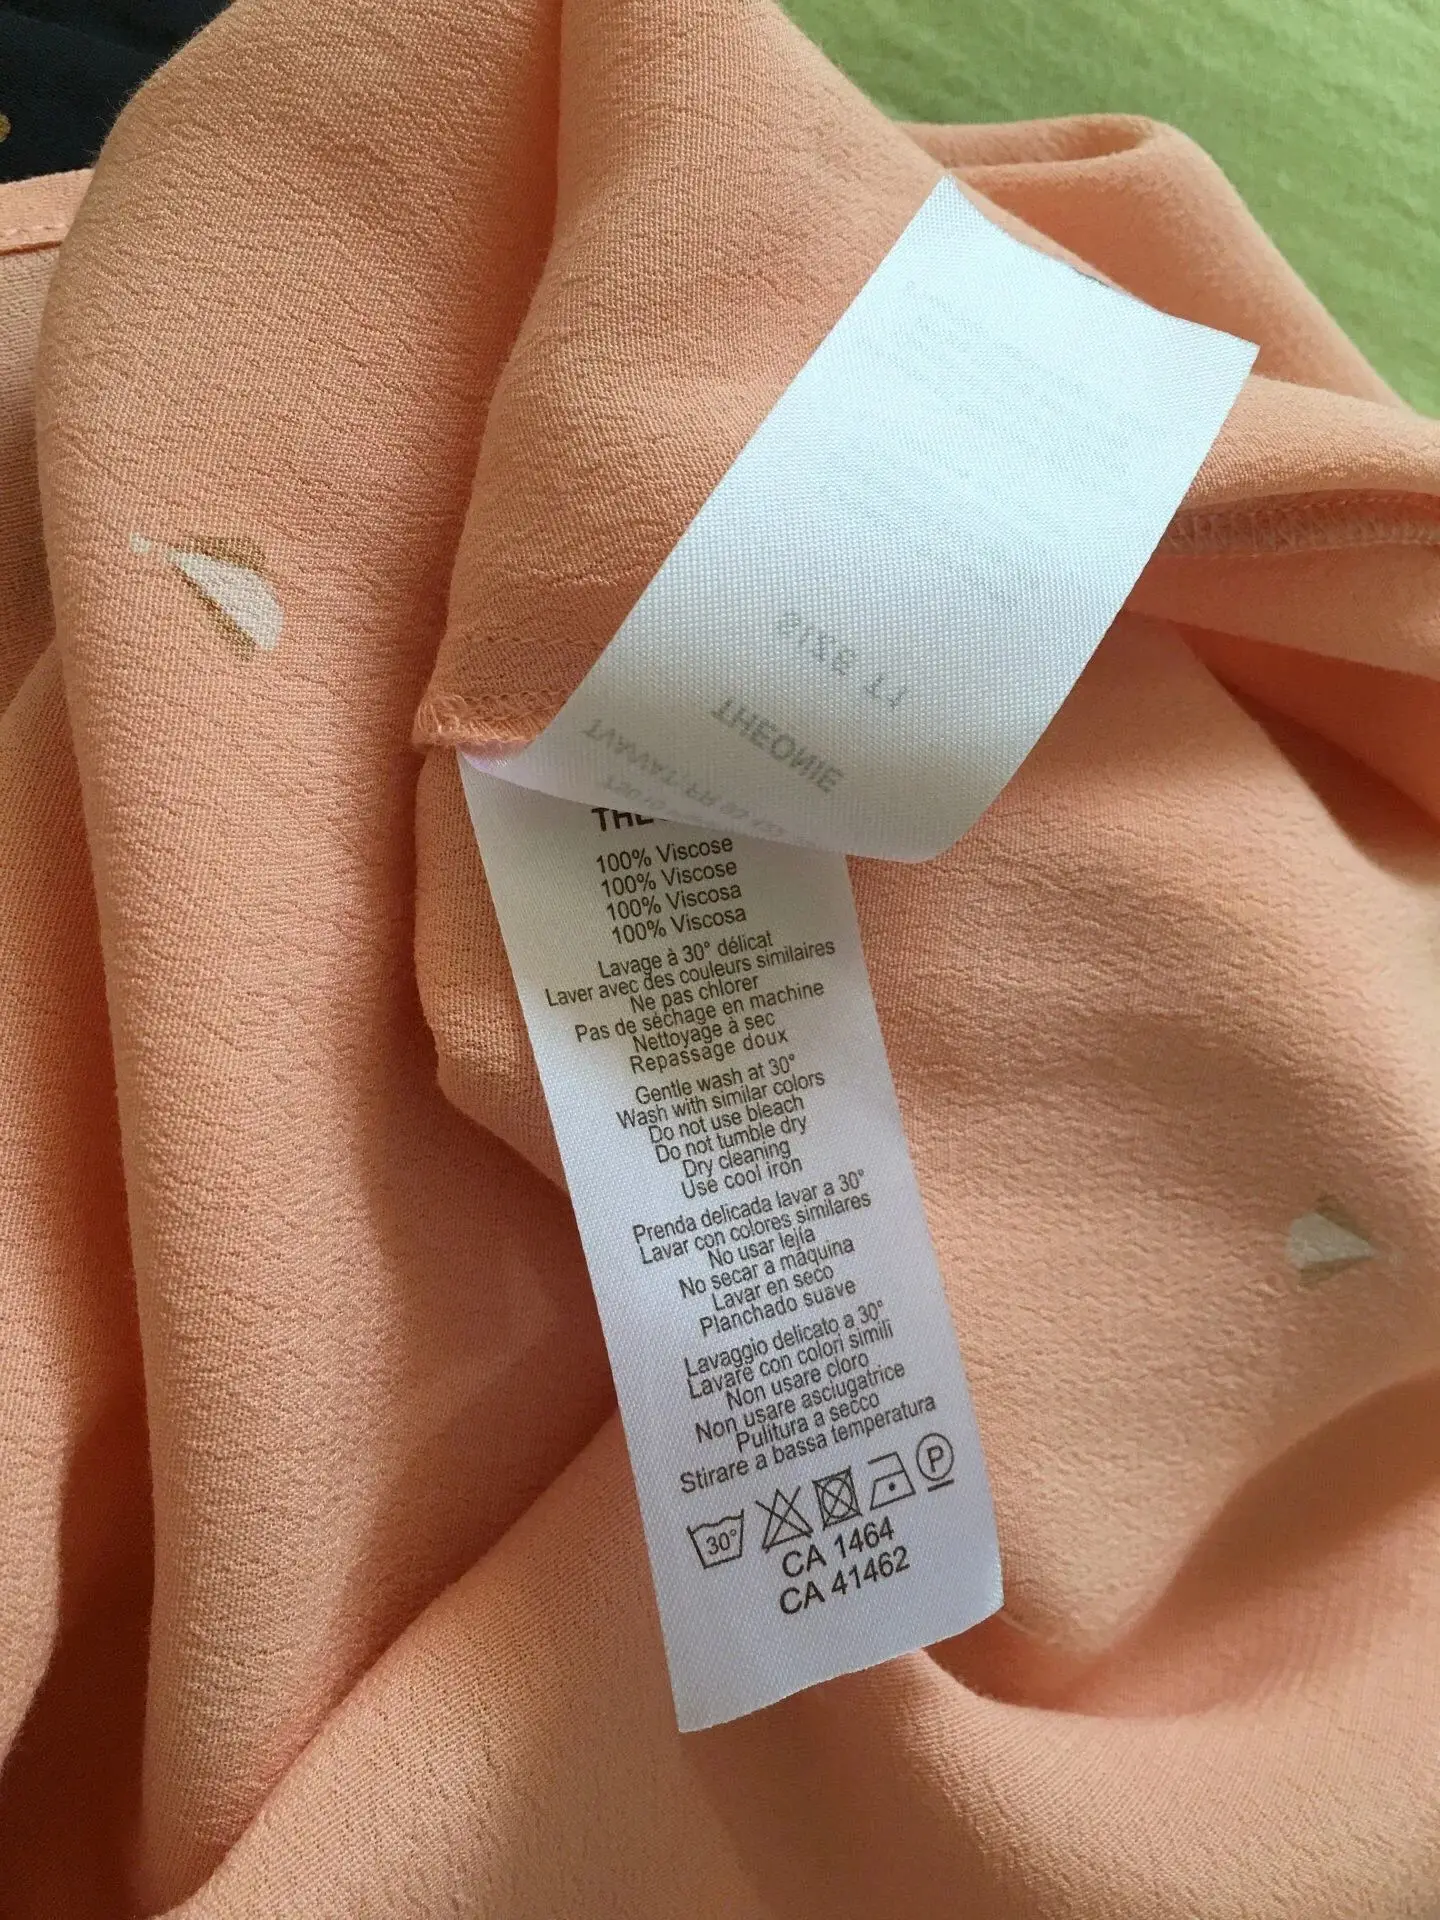 SIZE TT
THEONIE
100% Viscose
100% Viscose
100% Viscosa
100% Viscosa
Lavage à 30° délicat
Laver avec des couleurs similaires
Ne pas chlorer
Pas de séchage en machine
Nettoyage à sec
Repassage doux
Gentle wash at 30°
Wash with similar colors
Do not use bleach
Do not tumble dry
Dry cleaning
Use cool iron
Prenda delicada lavar a 30°
Lavar con colores similares
No usar lejía
No secar a máquina
Lavar en seco
Planchado suave
Lavaggio delicato a 30°
Lavare con colori simili
Non usare cloro
Non usare asciugatrice
Pulitura a secco
Stirare a bassa temperatura
30° P
CA 1464
CA 41462